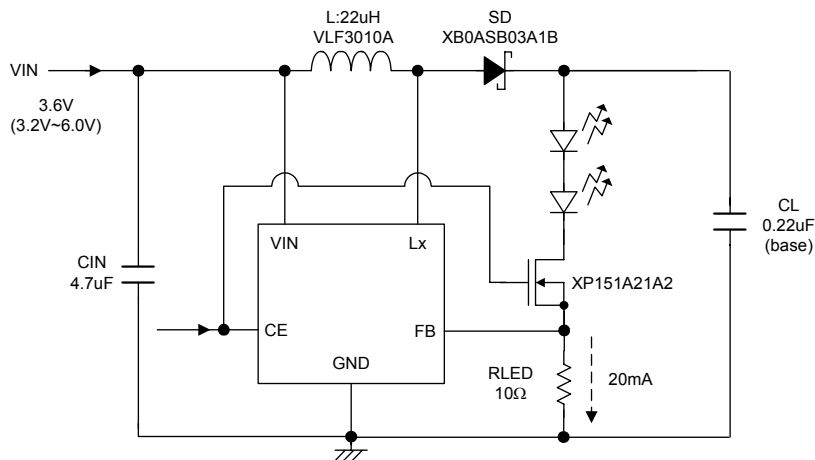 L:22uH
VLF3010A
SD
XB0ASB03A1B
VIN
3.6V
(3.2V~6.0V)
VIN
Lx
CL
0.22uF
(base)
CIN
4.7uF
XP151A21A2
CE
FB
GND
RLED
10Ω
20mA